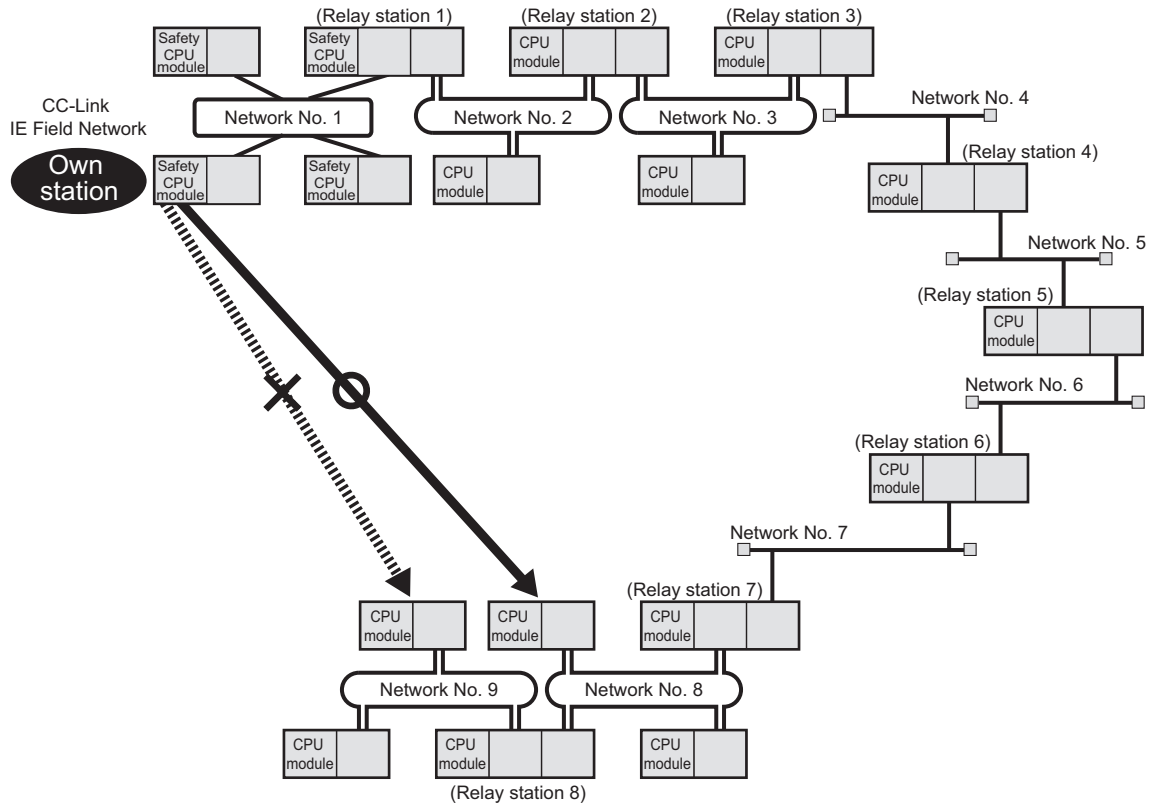 (Relay station 1)
(Relay station 2)
(Relay station 3)
Safety
CPU
module
Safety
CPU
module
CPU
module
CPU
module
CC-Link
IE Field Network
Own
station
Network No. 1
Network No. 2
Network No. 3
Network No. 4
Safety
CPU
module
Safety
CPU
module
CPU
module
CPU
module
(Relay station 4)
CPU
module
Network No. 5
(Relay station 5)
CPU
module
Network No. 6
(Relay station 6)
CPU
module
Network No. 7
(Relay station 7)
CPU
module
CPU
module
CPU
module
Network No. 9
Network No. 8
CPU
module
CPU
module
CPU
module
(Relay station 8)